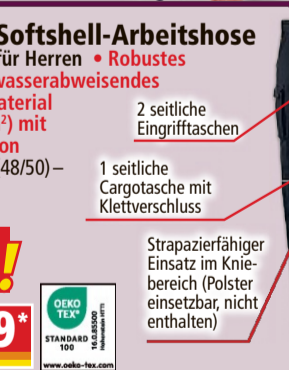 Softshell-Arbeitshose
für Herren • Robustes
wasserabweisendes
aterial
²) mit
on
48/50) –
2 seitliche
Eingrifftaschen
1 seitliche
Cargotasche mit
Klettverschluss
Strapazierfähiger
Einsatz im Knie-
bereich (Polster
einsetzbar, nicht
enthalten)
!
9*
OEKO
TEX®
STANDARD
100
16.0.85500
Hohenstein HTTI
www.oeko-tex.com